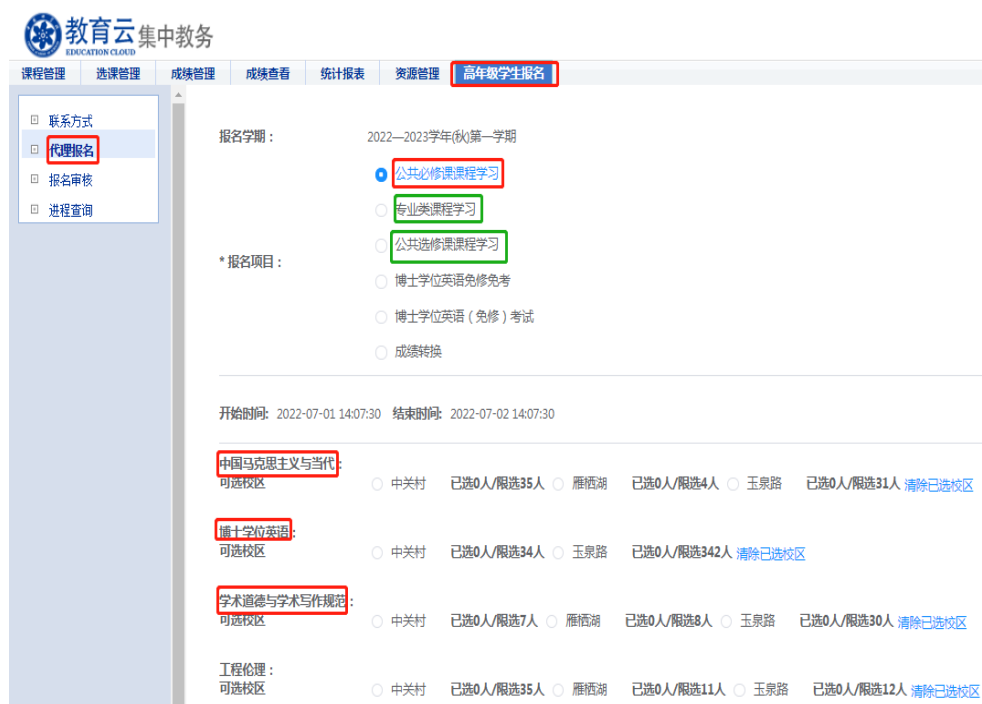 教育云 集中教务
EDUCATION CLOUD
课程管理 选课管理 成绩管理 成绩查看 统计报表 资源管理 高年级学生报名
联系方式
代理报名
报名审核
进程查询
报名学期： 2022—2023学年(秋)第一学期
公共必修课课程学习
专业类课程学习
公共选修课课程学习
* 报名项目：
博士学位英语免修免考
博士学位英语（免修）考试
成绩转换
开始时间: 2022-07-01 14:07:30 结束时间: 2022-07-02 14:07:30
中国马克思主义与当代：
可选校区 中关村 已选0人/限选35人 雁栖湖 已选0人/限选4人 玉泉路 已选0人/限选31人 清除已选校区
博士学位英语：
可选校区 中关村 已选0人/限选34人 玉泉路 已选0人/限选342人 清除已选校区
学术道德与学术写作规范：
可选校区 中关村 已选0人/限选7人 雁栖湖 已选0人/限选8人 玉泉路 已选0人/限选30人 清除已选校区
工程伦理：
可选校区 中关村 已选0人/限选35人 雁栖湖 已选0人/限选11人 玉泉路 已选0人/限选12人 清除已选校区